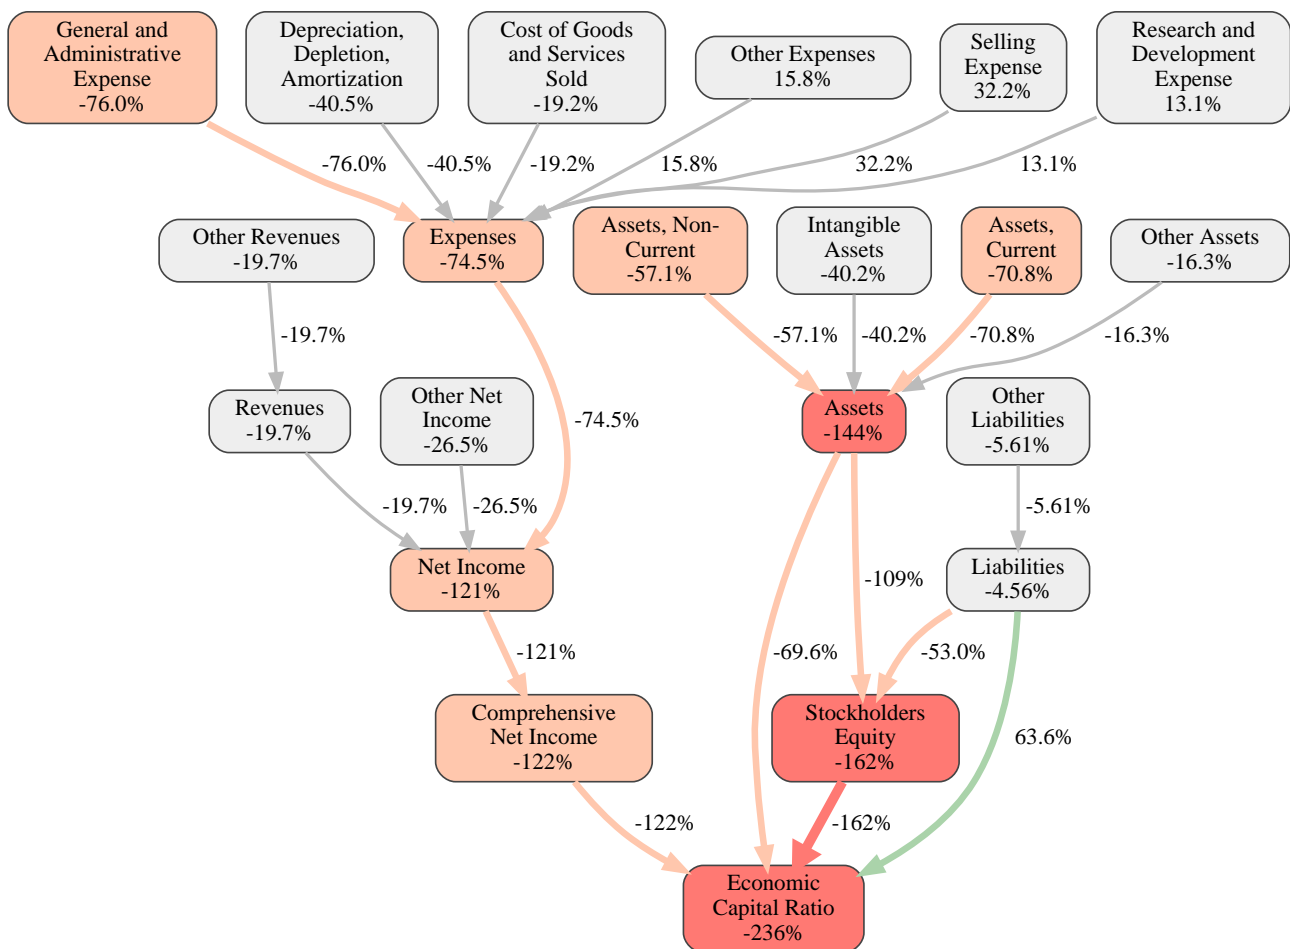 General and
Administrative
Expense
-76.0%
Depreciation,
Depletion,
Amortization
-40.5%
Cost of Goods
and Services
Sold
-19.2%
Other Expenses
15.8%
Selling
Expense
32.2%
Research and
Development
Expense
13.1%
-76.0%
-40.5%
-19.2%
15.8%
32.2%
13.1%
Other Revenues
-19.7%
Expenses
-74.5%
Assets, Non-
Current
-57.1%
Intangible
Assets
-40.2%
Assets,
Current
-70.8%
Other Assets
-16.3%
-19.7%
-57.1%
-40.2%
-70.8%
-16.3%
Revenues
-19.7%
Other Net
Income
-26.5%
-74.5%
Assets
-144%
Other
Liabilities
-5.61%
-19.7%
-26.5%
-5.61%
Net Income
-121%
-109%
Liabilities
-4.56%
-121%
-69.6%
-53.0%
Comprehensive
Net Income
-122%
Stockholders
Equity
-162%
63.6%
-122%
-162%
Economic
Capital Ratio
-236%